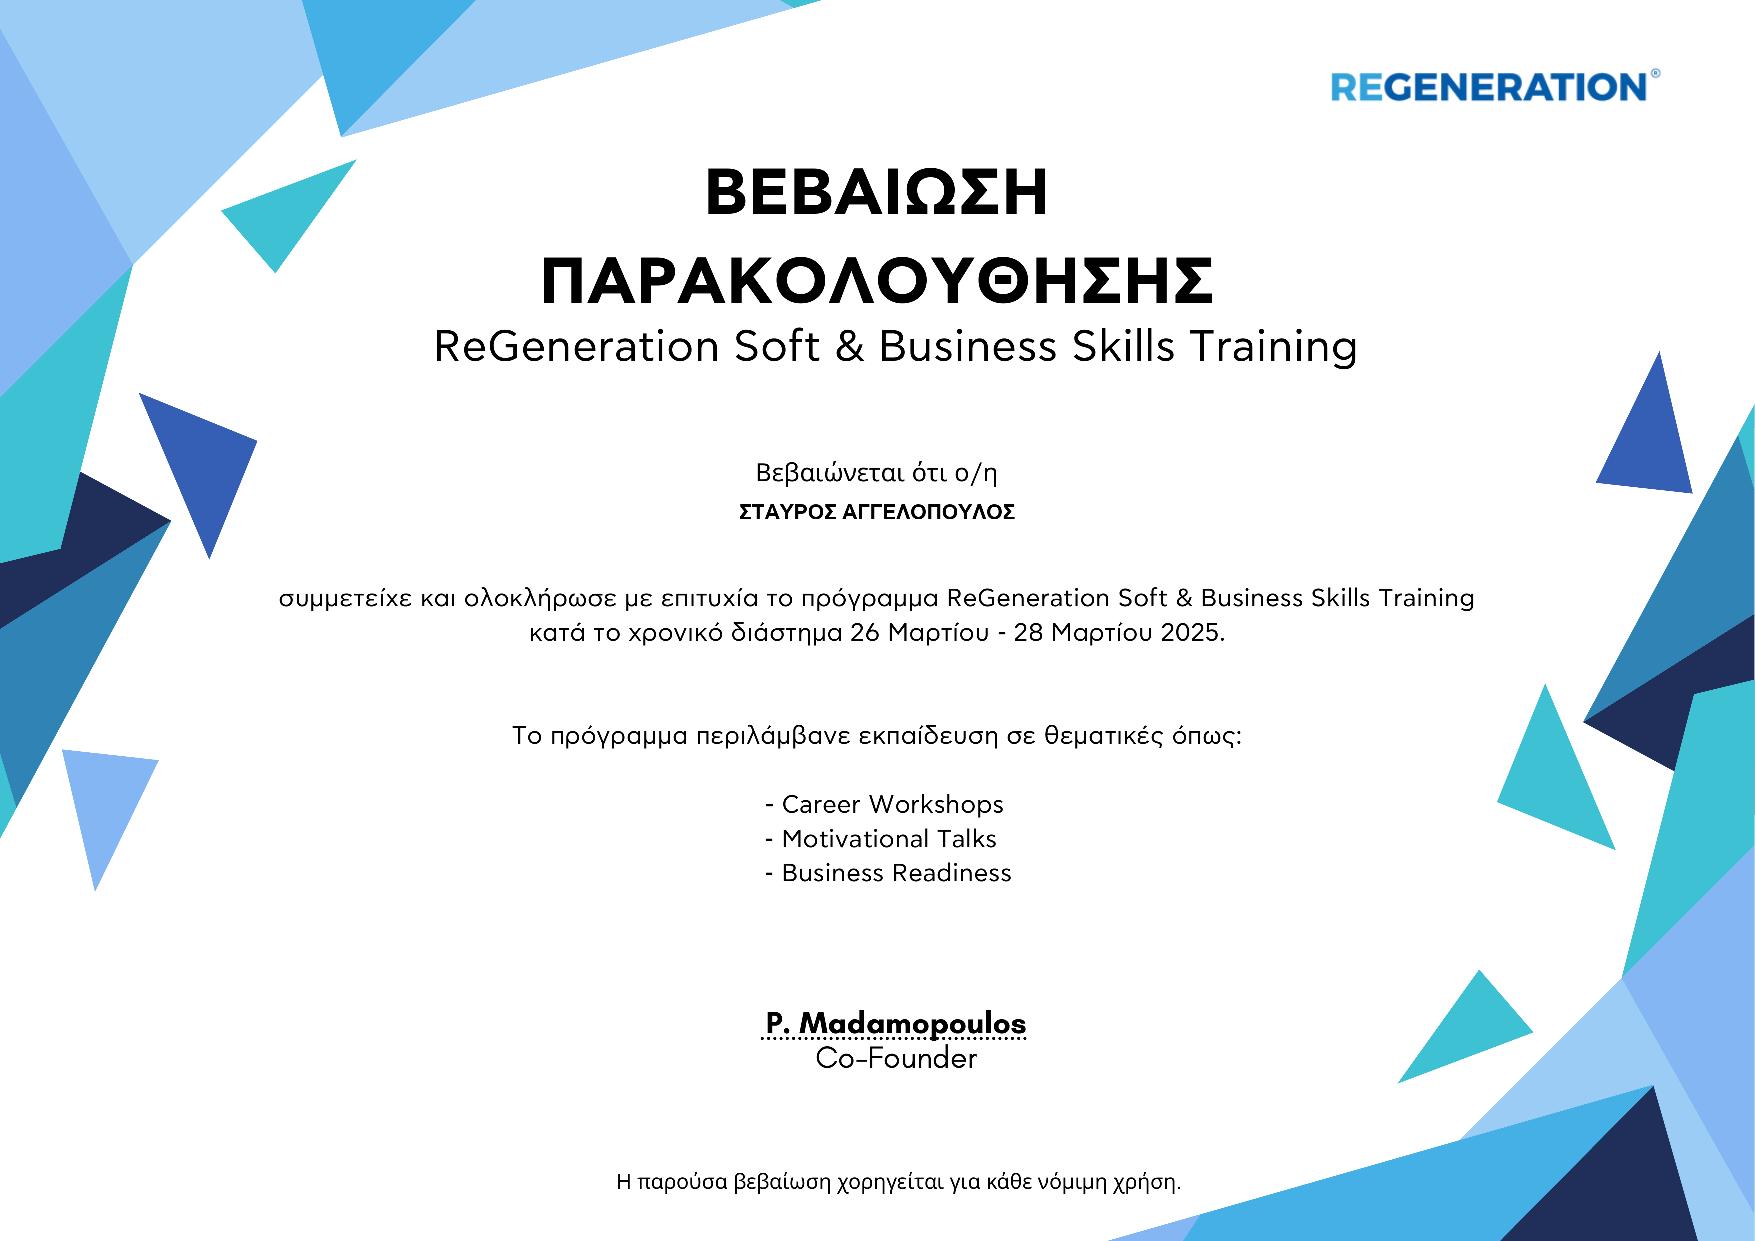 REGENERATION®
ΒΕΒΑΙΩΣΗ
ΠΑΡΑΚΟΛΟΥΘΗΣΗΣ
ReGeneration Soft & Business Skills Training
Βεβαιώνεται ότι ο/η
ΣΤΑΥΡΟΣ ΑΓΓΕΛΟΠΟΥΛΟΣ
συμμετείχε και ολοκλήρωσε με επιτυχία το πρόγραμμα ReGeneration Soft & Business Skills Training
κατά το χρονικό διάστημα 26 Μαρτίου - 28 Μαρτίου 2025.
Το πρόγραμμα περιλάμβανε εκπαίδευση σε θεματικές όπως:
- Career Workshops
- Motivational Talks
- Business Readiness
P. Madamopoulos
Co-Founder
Η παρούσα βεβαίωση χορηγείται για κάθε νόμιμη χρήση.